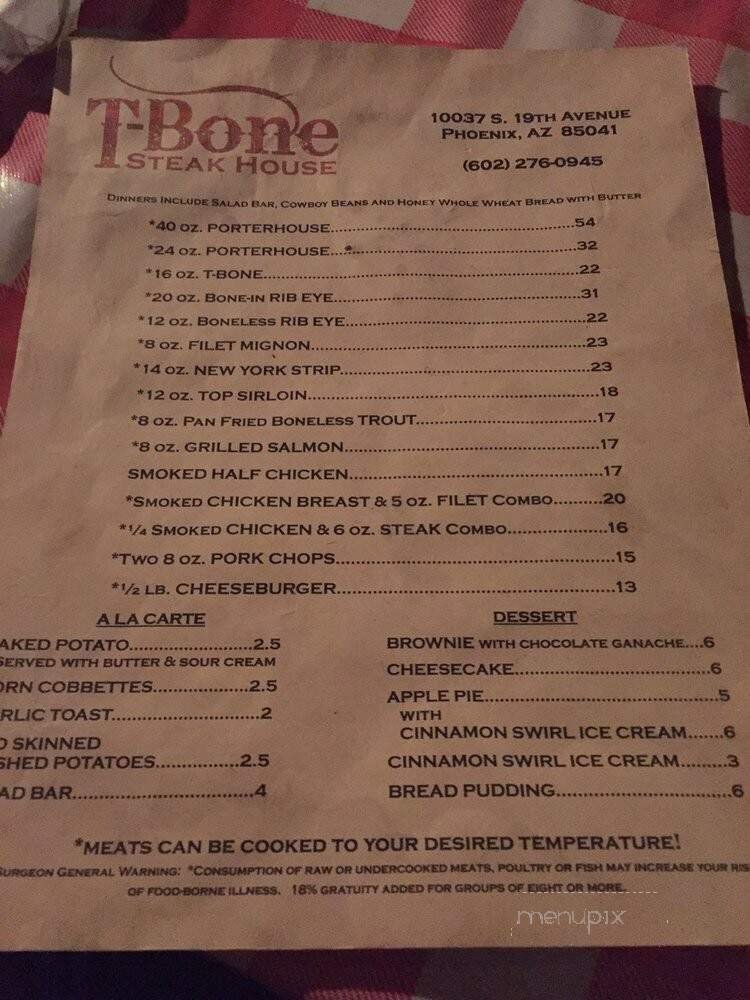 T-Bone
STEAK HOUSE
10037 S. 19TH AVENUE
PHOENIX, AZ 85041
(602) 276-0945
DINNERS INCLUDE SALAD BAR, COWBOY BEANS AND HONEY WHOLE WHEAT BREAD WITH BUTTER
*40 OZ. PORTERHOUSE...54
*24 OZ. PORTERHOUSE...32
*16 OZ. T-BONE...22
*20 OZ. BONE-IN RIB EYE...31
*12 OZ. BONELESS RIB EYE...22
*8 OZ. FILET MIGNON...23
*14 OZ. NEW YORK STRIP...23
*12 OZ. TOP SIRLOIN...18
*8 OZ. PAN FRIED BONELESS TROUT...17
*8 OZ. GRILLED SALMON...17
SMOKED HALF CHICKEN...17
*SMOKED CHICKEN BREAST & 5 OZ. FILET COMBO...20
*1/4 SMOKED CHICKEN & 6 OZ. STEAK COMBO...16
*TWO 8 OZ. PORK CHOPS...15
*1/2 LB. CHEESEBURGER...13
A LA CARTE
AKED POTATO...2.5
SERVED WITH BUTTER & SOUR CREAM
ORN COBBETTES...2.5
RLIC TOAST...2
D SKINNED
SHED POTATOES...2.5
AD BAR...4
DESSERT
BROWNIE WITH CHOCOLATE GANACHE....6
CHEESECAKE...6
APPLE PIE...5
WITH
CINNAMON SWIRL ICE CREAM...6
CINNAMON SWIRL ICE CREAM...3
BREAD PUDDING...6
*MEATS CAN BE COOKED TO YOUR DESIRED TEMPERATURE!
SURGEON GENERAL WARNING: *CONSUMPTION OF RAW OR UNDERCOOKED MEATS, POULTRY OR FISH MAY INCREASE YOUR RIS
OF FOOD-BORNE ILLNESS. 18% GRATUITY ADDED FOR GROUPS OF EIGHT OR MORE.
menupix